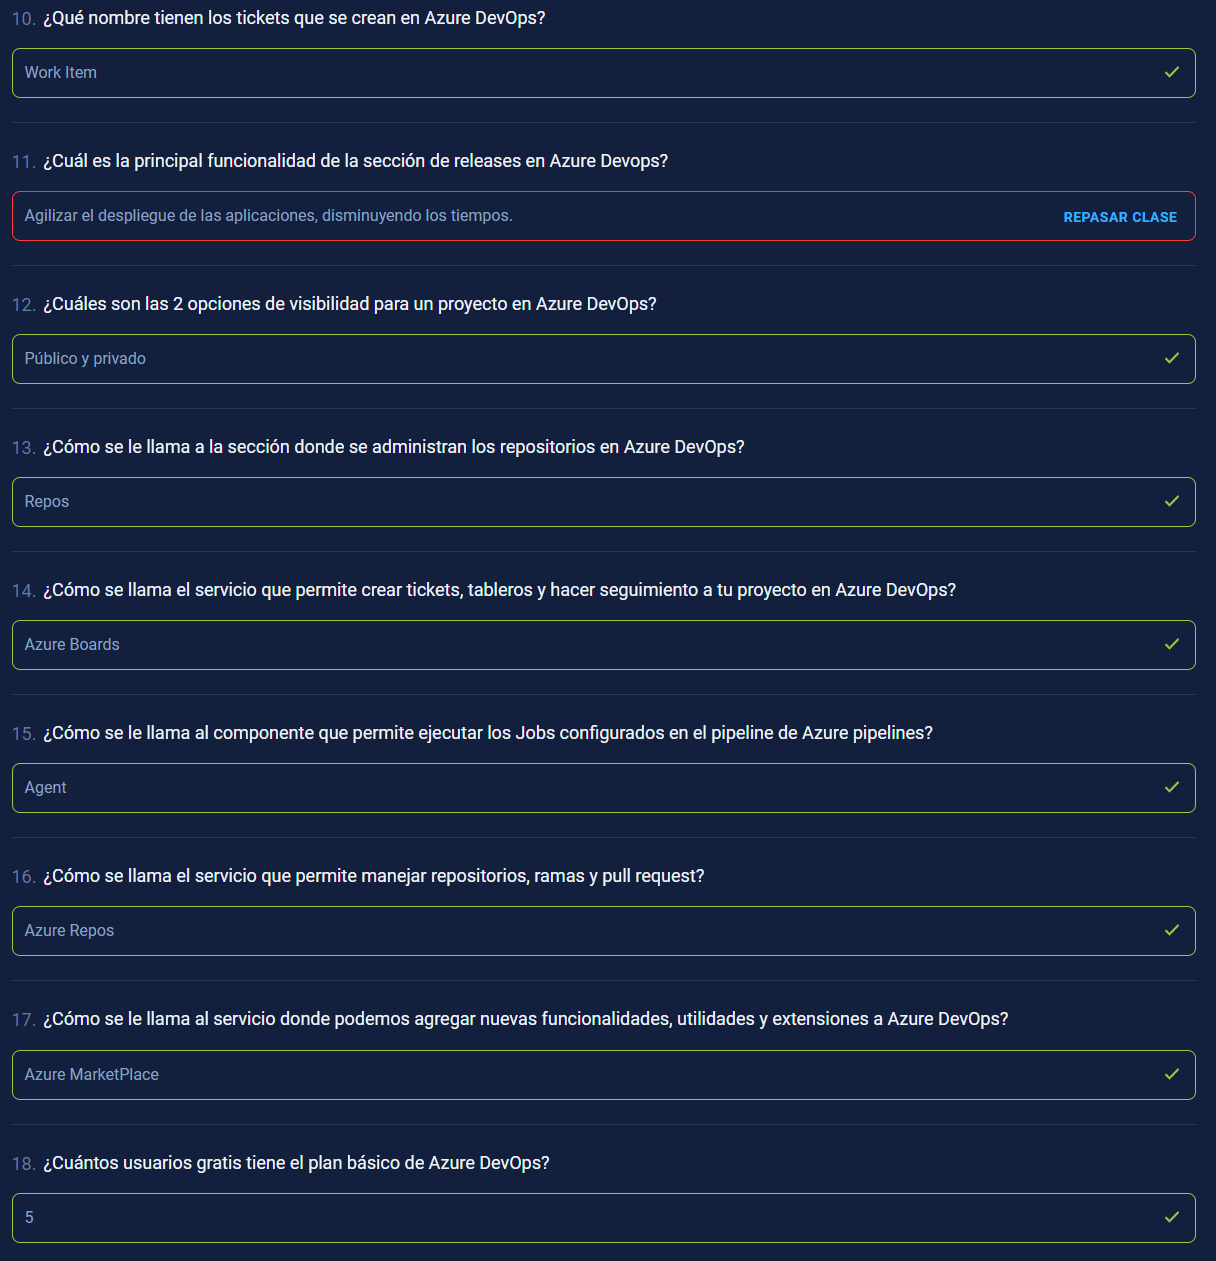 10. ¿Qué nombre tienen los tickets que se crean en Azure DevOps?
Work Item
11. ¿Cuál es la principal funcionalidad de la sección de releases en Azure Devops?
Agilizar el despliegue de las aplicaciones, disminuyendo los tiempos.
REPASAR CLASE
12. ¿Cuáles son las 2 opciones de visibilidad para un proyecto en Azure DevOps?
Público y privado
13. ¿Cómo se le llama a la sección donde se administran los repositorios en Azure DevOps?
Repos
14. ¿Cómo se llama el servicio que permite crear tickets, tableros y hacer seguimiento a tu proyecto en Azure DevOps?
Azure Boards
15. ¿Cómo se le llama al componente que permite ejecutar los Jobs configurados en el pipeline de Azure pipelines?
Agent
16. ¿Cómo se llama el servicio que permite manejar repositorios, ramas y pull request?
Azure Repos
17. ¿Cómo se le llama al servicio donde podemos agregar nuevas funcionalidades, utilidades y extensiones a Azure DevOps?
Azure MarketPlace
18. ¿Cuántos usuarios gratis tiene el plan básico de Azure DevOps?
5